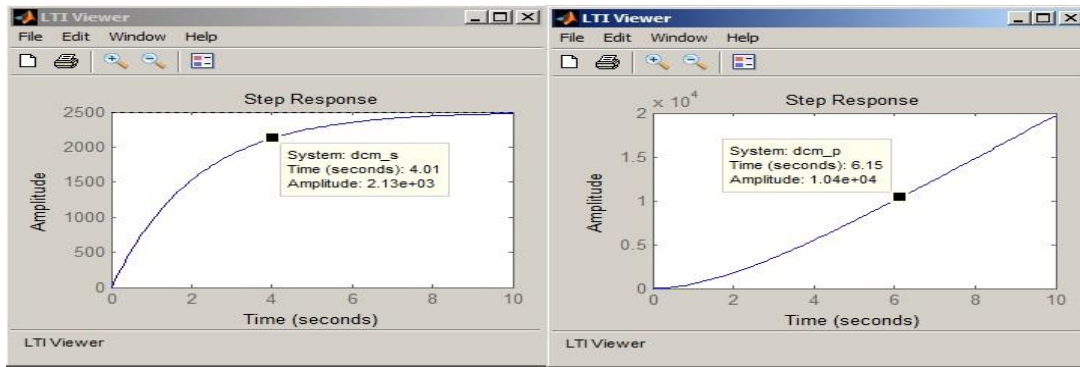 LTI Viewer
File Edit Window Help
Step Response
2500
2000
1500
1000
500
0
Amplitude
System: dcm_s
Time (seconds): 4.01
Amplitude: 2.13e+03
0 2 4 6 8 10
Time (seconds)
LTI Viewer
LTI Viewer
File Edit Window Help
x 10^4
Step Response
2
1.5
1
0.5
0
Amplitude
System: dcm_p
Time (seconds): 6.15
Amplitude: 1.04e+04
0 2 4 6 8 10
Time (seconds)
LTI Viewer